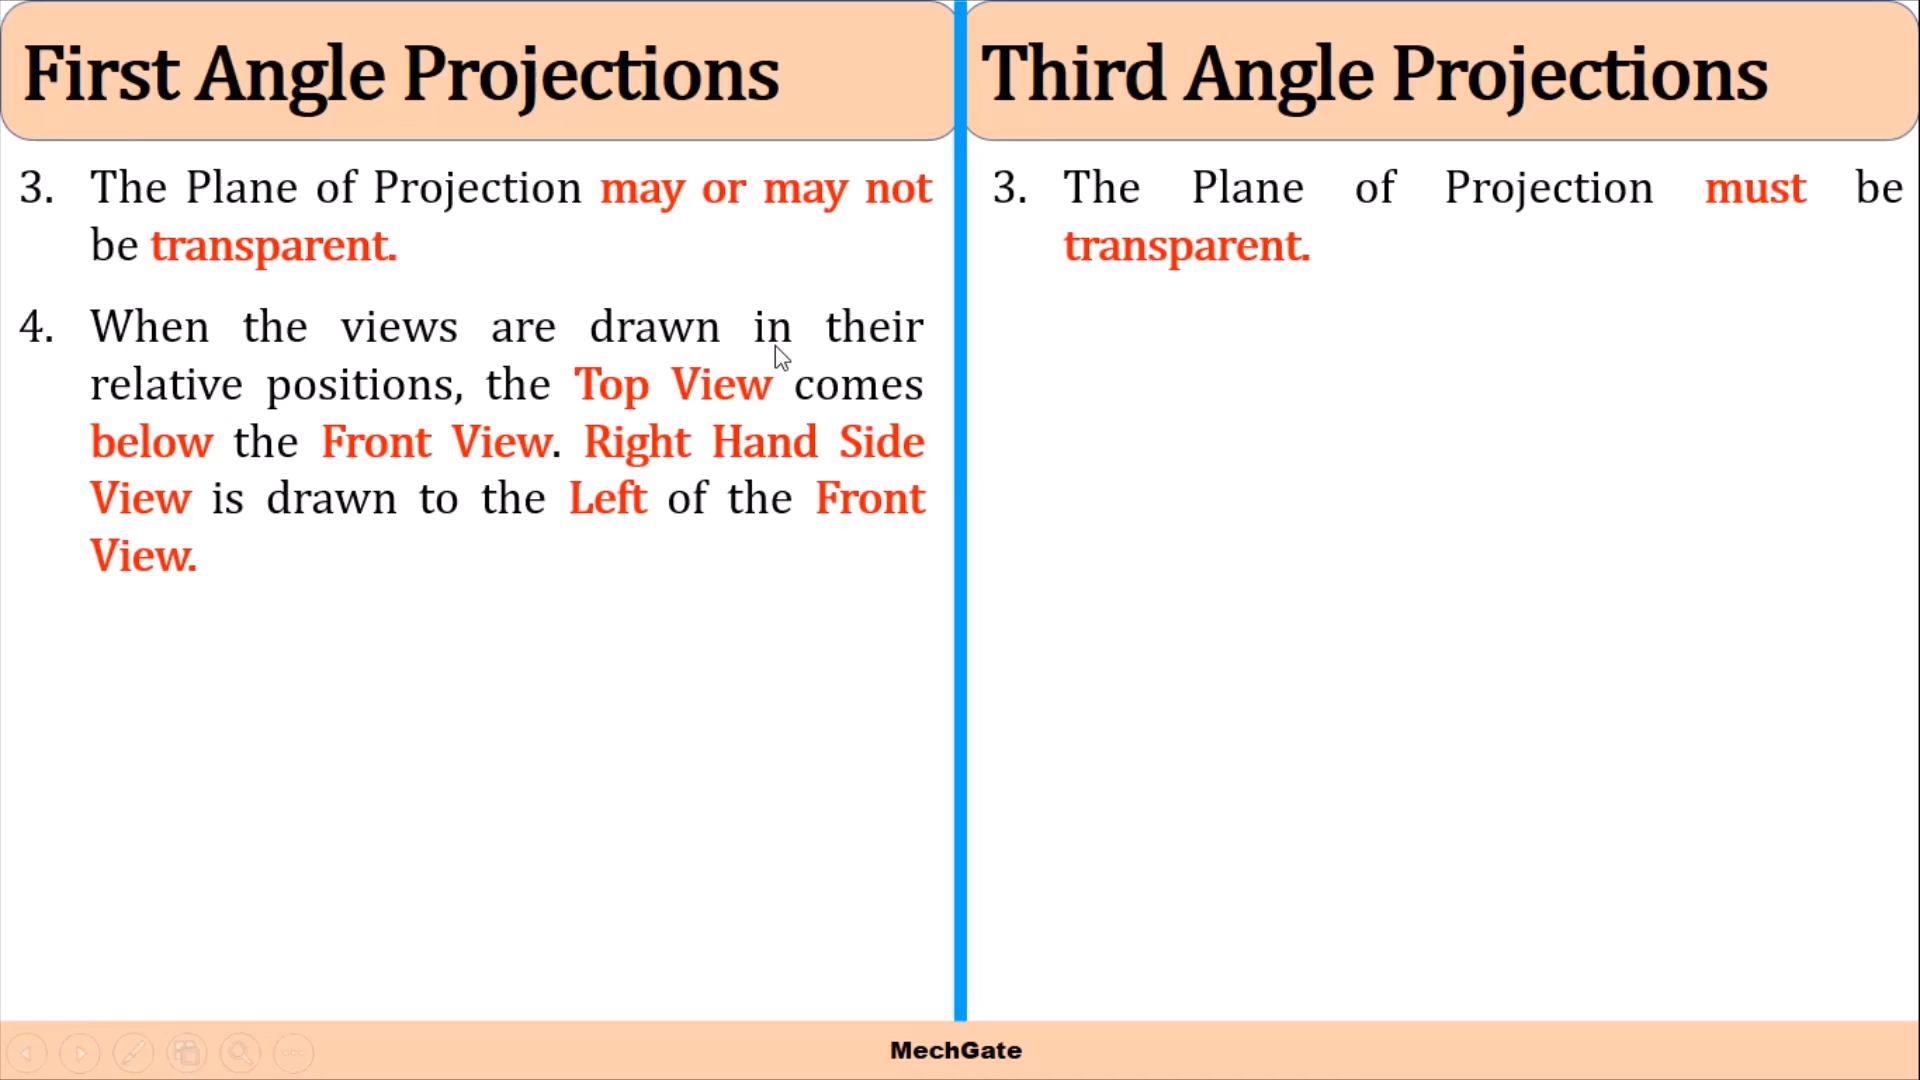 First Angle Projections
3. The Plane of Projection may or may not
be transparent.
4. When the views are drawn in their
relative positions, the Top View comes
below the Front View. Right Hand Side
View is drawn to the Left of the Front
View.
Third Angle Projections
3. The Plane of Projection must be
transparent.
MechGate